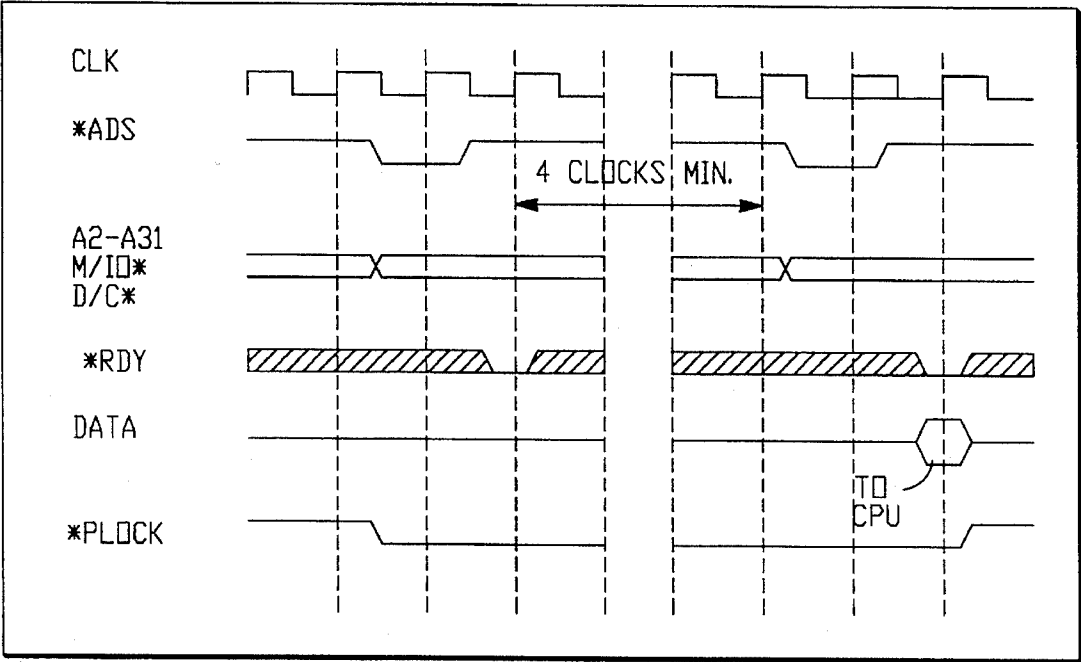 CLK
*ADS
4 CLOCKS MIN.
A2-A31
M/IO*
D/C*
*RDY
DATA
TO
CPU
*PLOCK